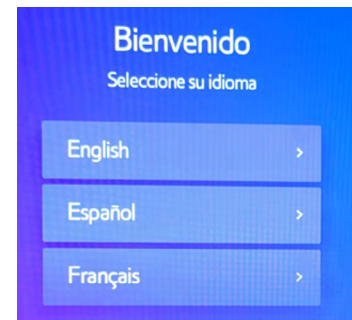 Bienvenido
Seleccione su idioma
English >
Español >
Français >